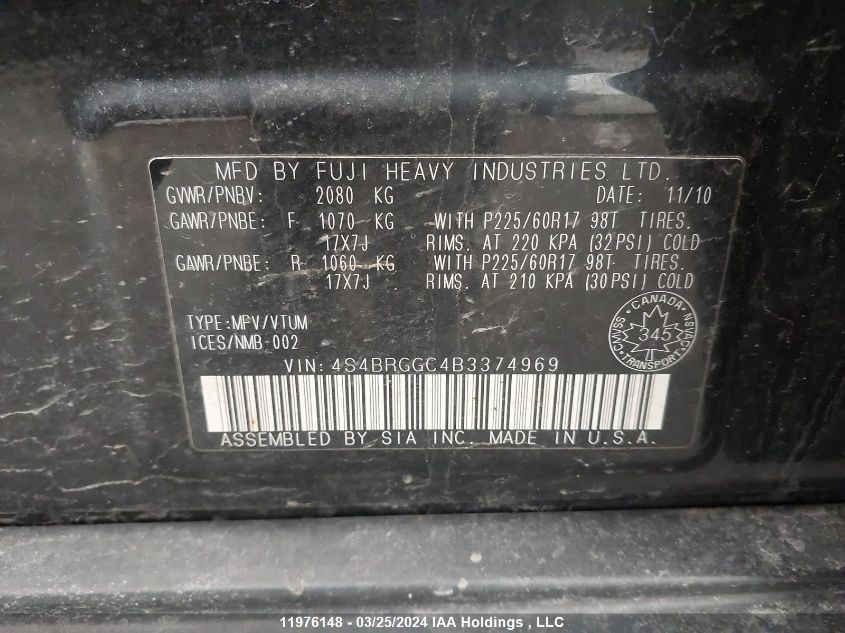 MFD BY FUJI HEAVY INDUSTRIES LTD.
GVWR/PNBV: 2080 KG DATE: 11/10
GAWR/PNBE: F 1070 KG WITH P225/60R17 98T TIRES.
17X7J RIMS. AT 220 KPA (32PSI) COLD
GAWR/PNBE: R 1060 KG WITH P225/60R17 98T TIRES.
17X7J RIMS. AT 210 KPA (30PSI) COLD
TYPE:MPV/VTUM
ICES/NMB-002
CANADA
CMVSS 345 NSVAC
TRANSPORTS
VIN: 4S4BRGGC4B3374969
ASSEMBLED BY SIA INC. MADE IN U.S.A.
11976148 - 03/25/2024 IAA Holdings , LLC